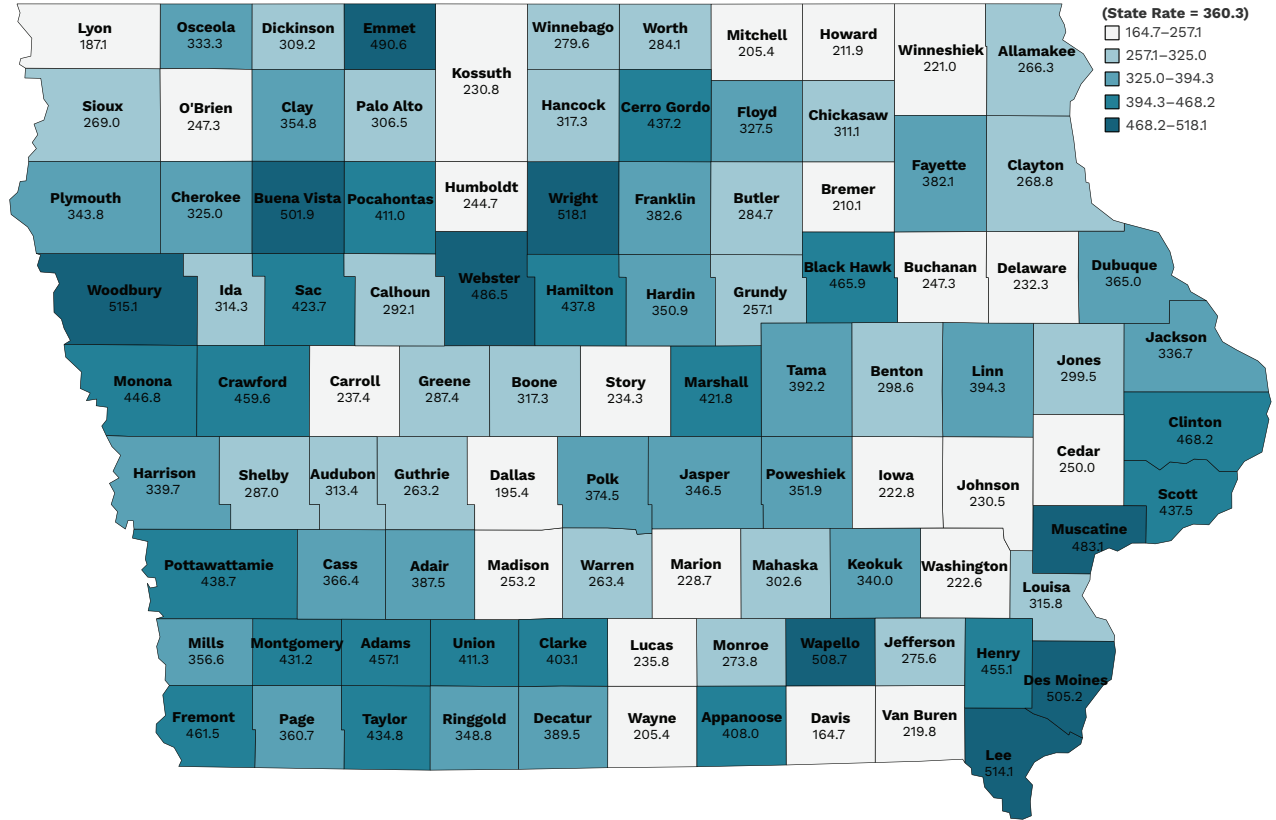 (State Rate = 360.3)
164.7–257.1
257.1–325.0
325.0–394.3
394.3–468.2
468.2–518.1
Lyon
187.1
Osceola
333.3
Dickinson
309.2
Emmet
490.6
Kossuth
230.8
Winnebago
279.6
Worth
284.1
Mitchell
205.4
Howard
211.9
Winneshiek
221.0
Allamakee
266.3
Sioux
269.0
O'Brien
247.3
Clay
354.8
Palo Alto
306.5
Hancock
317.3
Cerro Gordo
437.2
Floyd
327.5
Chickasaw
311.1
Fayette
382.1
Clayton
268.8
Plymouth
343.8
Cherokee
325.0
Buena Vista
501.9
Pocahontas
411.0
Humboldt
244.7
Wright
518.1
Franklin
382.6
Butler
284.7
Bremer
210.1
Woodbury
515.1
Ida
314.3
Sac
423.7
Calhoun
292.1
Webster
486.5
Hamilton
437.8
Hardin
350.9
Grundy
257.1
Black Hawk
465.9
Buchanan
247.3
Delaware
232.3
Dubuque
365.0
Jackson
336.7
Monona
446.8
Crawford
459.6
Carroll
237.4
Greene
287.4
Boone
317.3
Story
234.3
Marshall
421.8
Tama
392.2
Benton
298.6
Linn
394.3
Jones
299.5
Clinton
468.2
Harrison
339.7
Shelby
287.0
Audubon
313.4
Guthrie
263.2
Dallas
195.4
Polk
374.5
Jasper
346.5
Poweshiek
351.9
Iowa
222.8
Johnson
230.5
Cedar
250.0
Scott
437.5
Muscatine
483.1
Pottawattamie
438.7
Cass
366.4
Adair
387.5
Madison
253.2
Warren
263.4
Marion
228.7
Mahaska
302.6
Keokuk
340.0
Washington
222.6
Louisa
315.8
Mills
356.6
Montgomery
431.2
Adams
457.1
Union
411.3
Clarke
403.1
Lucas
235.8
Monroe
273.8
Wapello
508.7
Jefferson
275.6
Henry
455.1
Des Moines
505.2
Fremont
461.5
Page
360.7
Taylor
434.8
Ringgold
348.8
Decatur
389.5
Wayne
205.4
Appanoose
408.0
Davis
164.7
Van Buren
219.8
Lee
514.1